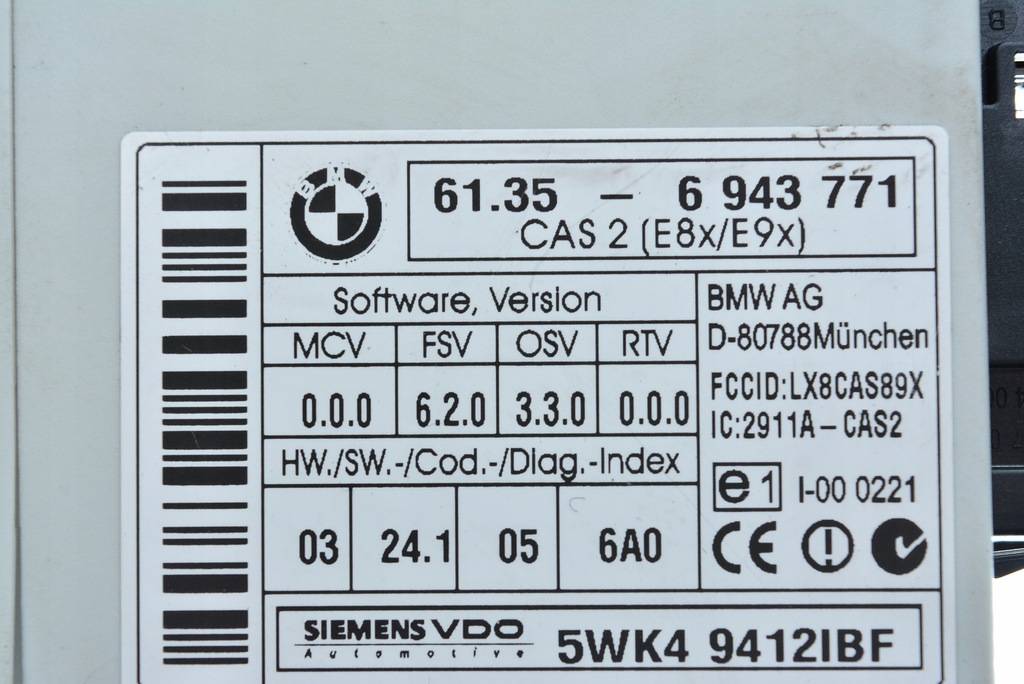 BMW
61.35 – 6 943 771
CAS 2 (E8x/E9x)
Software, Version
MCV FSV OSV RTV
0.0.0 6.2.0 3.3.0 0.0.0
HW./SW.-/Cod.-/Diag.-Index
03 24.1 05 6A0
BMW AG
D-80788München
FCCID:LX8CAS89X
IC:2911A – CAS2
e1 I-00 0221
CE
SIEMENS VDO
Automotive
5WK4 9412IBF